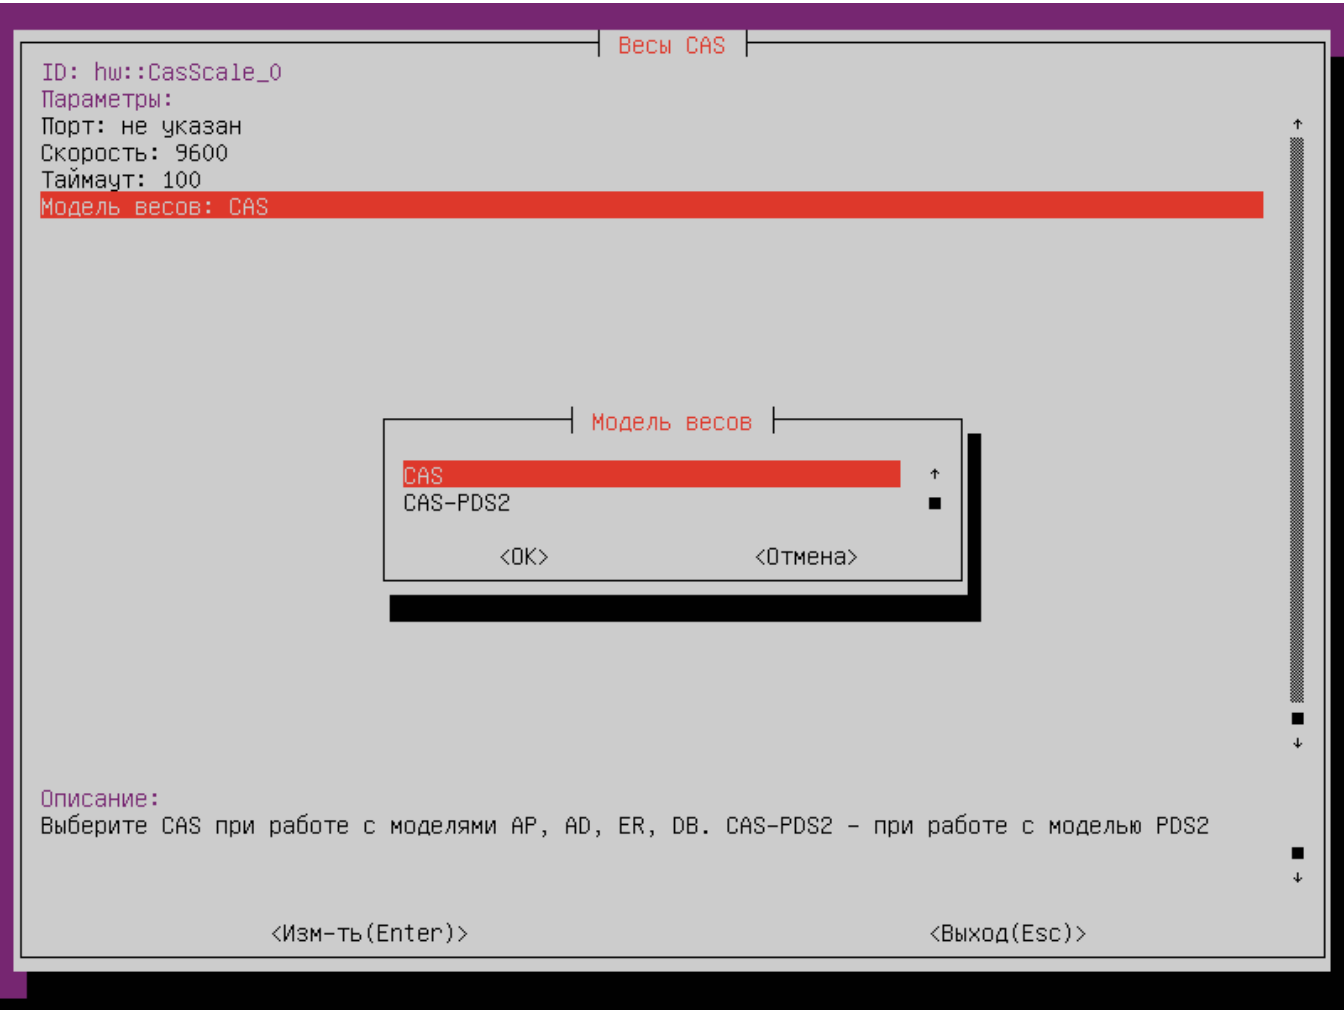 Весы CAS
ID: hw::CasScale_0
Параметры:
Порт: не указан
Скорость: 9600
Таймаут: 100
Модель весов: CAS
Модель весов
CAS
CAS-PDS2
<OK> <Отмена>
Описание:
Выберите CAS при работе с моделями AP, AD, ER, DB. CAS-PDS2 - при работе с моделью PDS2
<Изм-ть(Enter)> <Выход(Esc)>